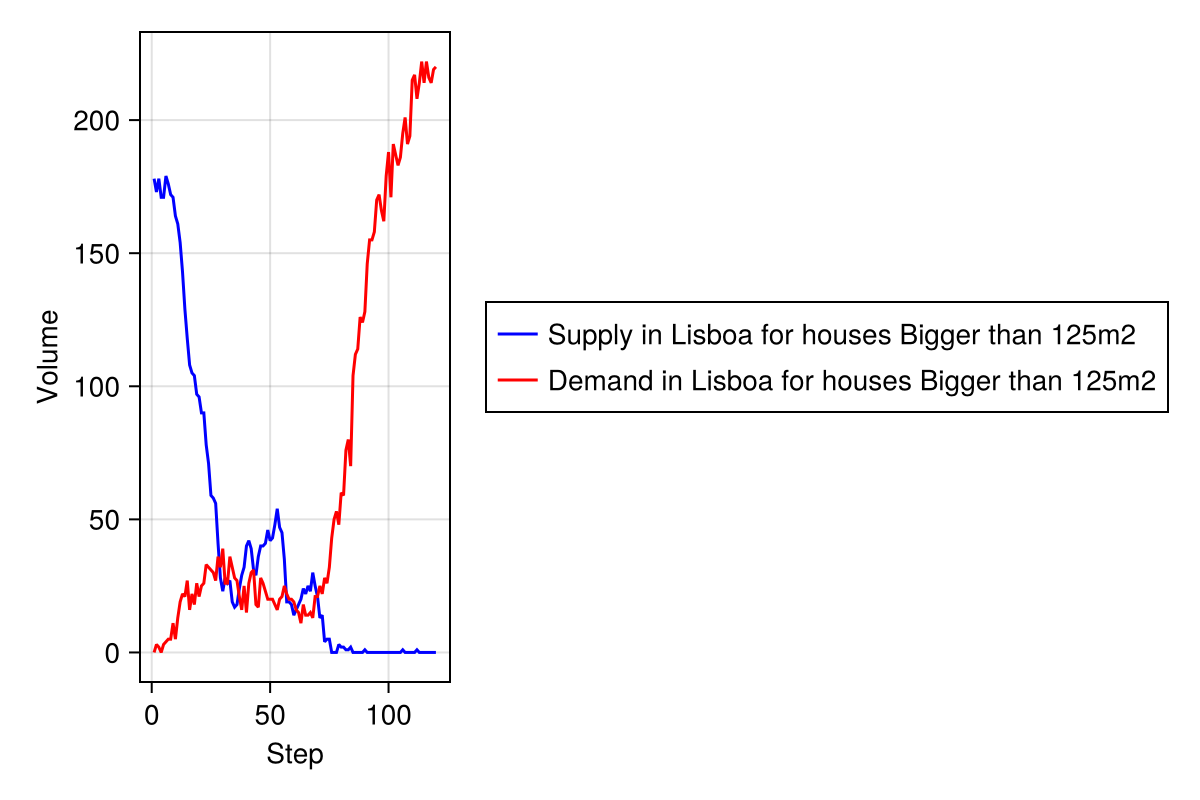 200
150
100
50
0
Volume
0 50 100
Step
Supply in Lisboa for houses Bigger than 125m2
Demand in Lisboa for houses Bigger than 125m2